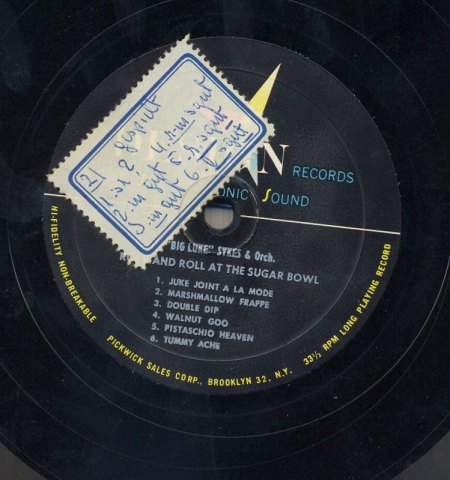 2)
N RECORDS
ONIC SOUND
"BIG LUKE" SYKES & Orch.
AND ROLL AT THE SUGAR BOWL
1. JUKE JOINT A LA MODE
2. MARSHMALLOW FRAPPE
3. DOUBLE DIP
4. WALNUT GOO
5. PISTASCHIO HEAVEN
6. TUMMY ACHE
HI-FIDELITY NON-BREAKABLE
PICKWICK SALES CORP., BROOKLYN 32, N.Y.
33⅓ RPM LONG PLAYING RECORD